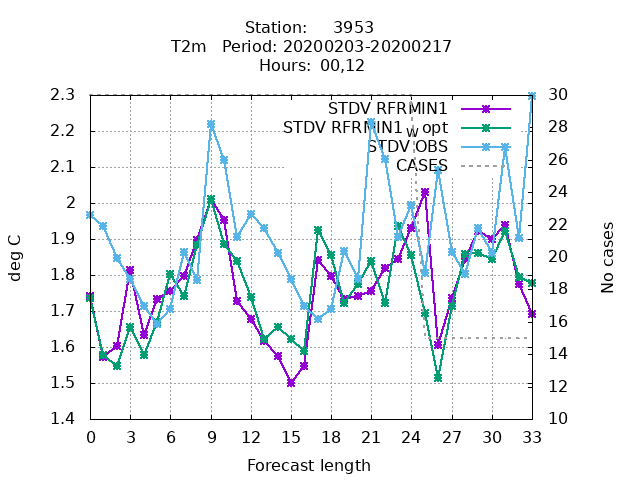 Station: 3953
T2m Period: 20200203-20200217
Hours: 00,12
STDV RFRMIN1
STDV RFRMIN1 w opt
STDV OBS
CASES
2.3
2.2
2.1
2
1.9
1.8
1.7
1.6
1.5
1.4
30
28
26
24
22
20
18
16
14
12
10
deg C
No cases
0 3 6 9 12 15 18 21 24 27 30 33
Forecast length